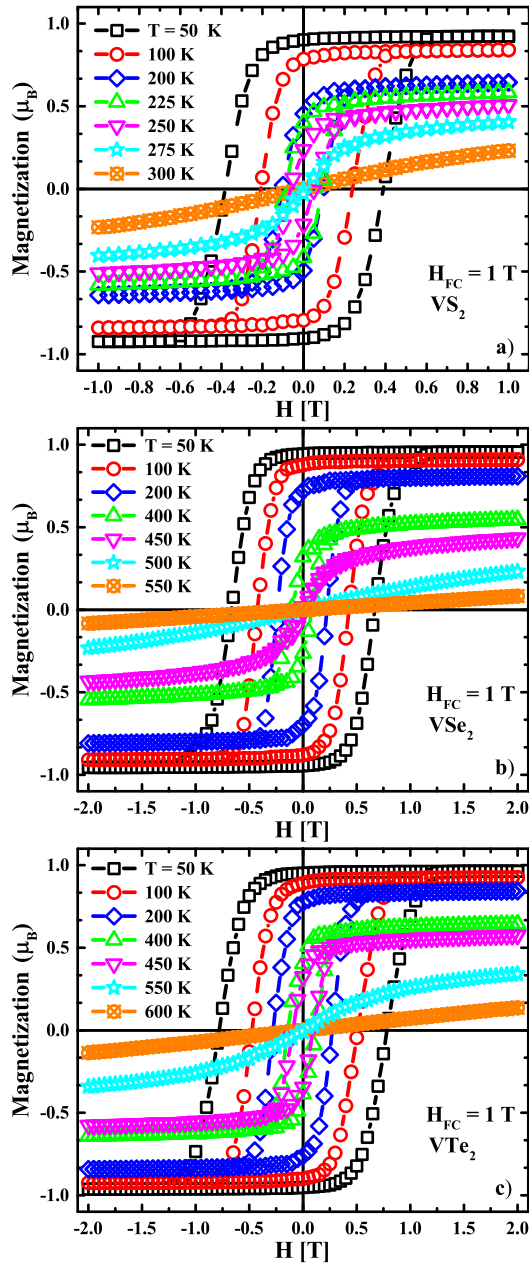 1.0
0.5
0.0
-0.5
-1.0
Magnetization (μB)
T = 50 K
100 K
200 K
225 K
250 K
275 K
300 K
HFC = 1 T
VS2
a)
-1.0 -0.8 -0.6 -0.4 -0.2 0.0 0.2 0.4 0.6 0.8 1.0
H [T]
1.0
0.5
0.0
-0.5
-1.0
Magnetization (μB)
T = 50 K
100 K
200 K
400 K
450 K
500 K
550 K
HFC = 1 T
VSe2
b)
-2.0 -1.5 -1.0 -0.5 0.0 0.5 1.0 1.5 2.0
H [T]
1.0
0.5
0.0
-0.5
-1.0
Magnetization (μB)
T = 50 K
100 K
200 K
400 K
450 K
550 K
600 K
HFC = 1 T
VTe2
c)
-2.0 -1.5 -1.0 -0.5 0.0 0.5 1.0 1.5 2.0
H [T]